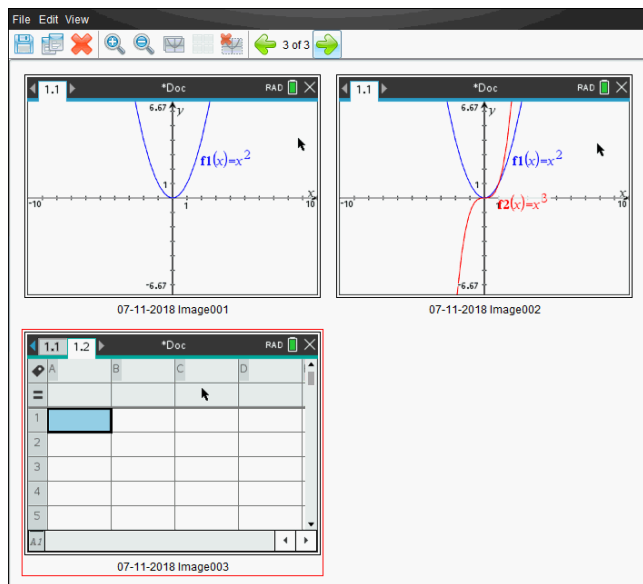 File Edit View
3 of 3
1.1 *Doc RAD
6.67 y
f1(x)=x²
1
x
-10 1 10
-6.67
07-11-2018 Image001
1.1 *Doc RAD
6.67 y
f1(x)=x²
1
x
-10 f2(x)=x³ 10
-6.67
07-11-2018 Image002
1.1 1.2 *Doc RAD
A B C D
=
1
2
3
4
5
A1
07-11-2018 Image003